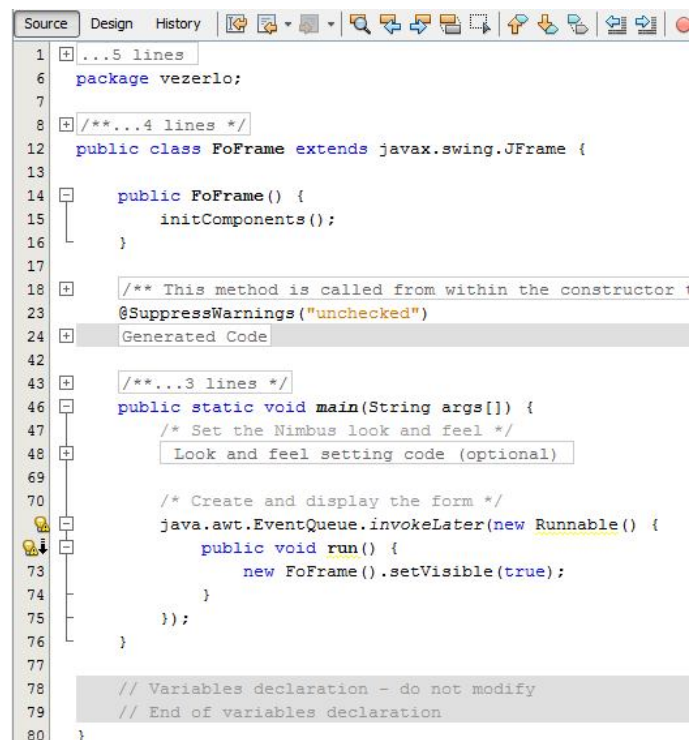 Source Design History
1 ...5 lines
6 package vezerlo;
7
8 /**...4 lines */
12 public class FoFrame extends javax.swing.JFrame {
13
14 public FoFrame() {
15 initComponents();
16 }
17
18 /** This method is called from within the constructor
23 @SuppressWarnings("unchecked")
24 Generated Code
42
43 /**...3 lines */
46 public static void main(String args[]) {
47 /* Set the Nimbus look and feel */
48 Look and feel setting code (optional)
69
70 /* Create and display the form */
java.awt.EventQueue.invokeLater(new Runnable() {
public void run() {
73 new FoFrame().setVisible(true);
74 }
75 });
76 }
77
78 // Variables declaration - do not modify
79 // End of variables declaration
80 }